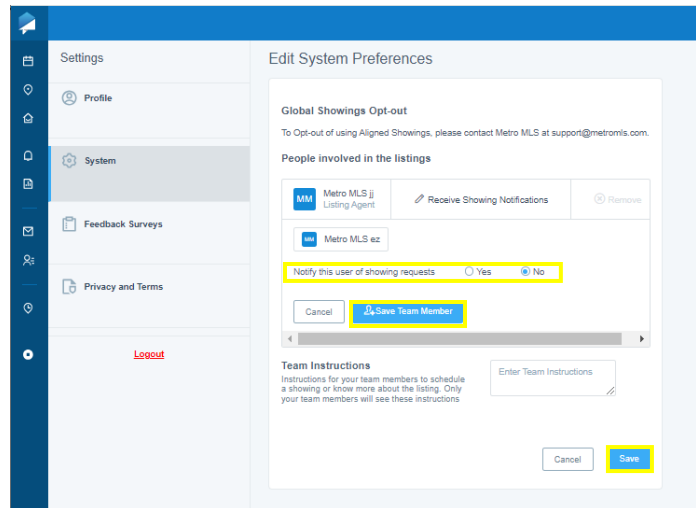 Settings
Profile
System
Feedback Surveys
Privacy and Terms
Logout
Edit System Preferences
Global Showings Opt-out
To Opt-out of using Aligned Showings, please contact Metro MLS at support@metromls.com.
People involved in the listings
MM
Metro MLS jj
Listing Agent
Receive Showing Notifications
Remove
MM
Metro MLS ez
Notify this user of showing requests Yes No
Cancel Save Team Member
Team Instructions
Instructions for your team members to schedule
a showing or know more about the listing. Only
your team members will see these instructions
Enter Team Instructions
Cancel Save